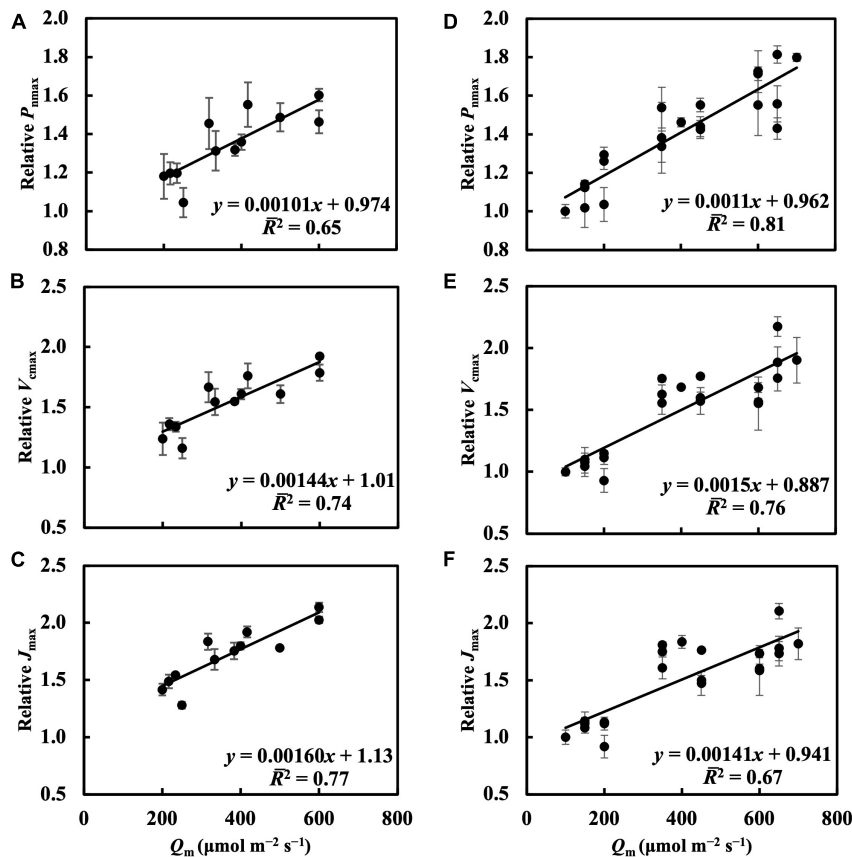 A
Relative Pnmax
2.0
1.8
1.6
1.4
1.2
1.0
0.8
y = 0.00101x + 0.974
R̅² = 0.65
D
Relative Pnmax
2.0
1.8
1.6
1.4
1.2
1.0
0.8
y = 0.0011x + 0.962
R̅² = 0.81
B
Relative Vcmax
2.5
2.0
1.5
1.0
0.5
y = 0.00144x + 1.01
R̅² = 0.74
E
Relative Vcmax
2.5
2.0
1.5
1.0
0.5
y = 0.0015x + 0.887
R̅² = 0.76
C
Relative Jmax
2.5
2.0
1.5
1.0
0.5
y = 0.00160x + 1.13
R̅² = 0.77
0 200 400 600 800
Qm (µmol m−2 s−1)
F
Relative Jmax
2.5
2.0
1.5
1.0
0.5
y = 0.00141x + 0.941
R̅² = 0.67
0 200 400 600 800
Qm (µmol m−2 s−1)